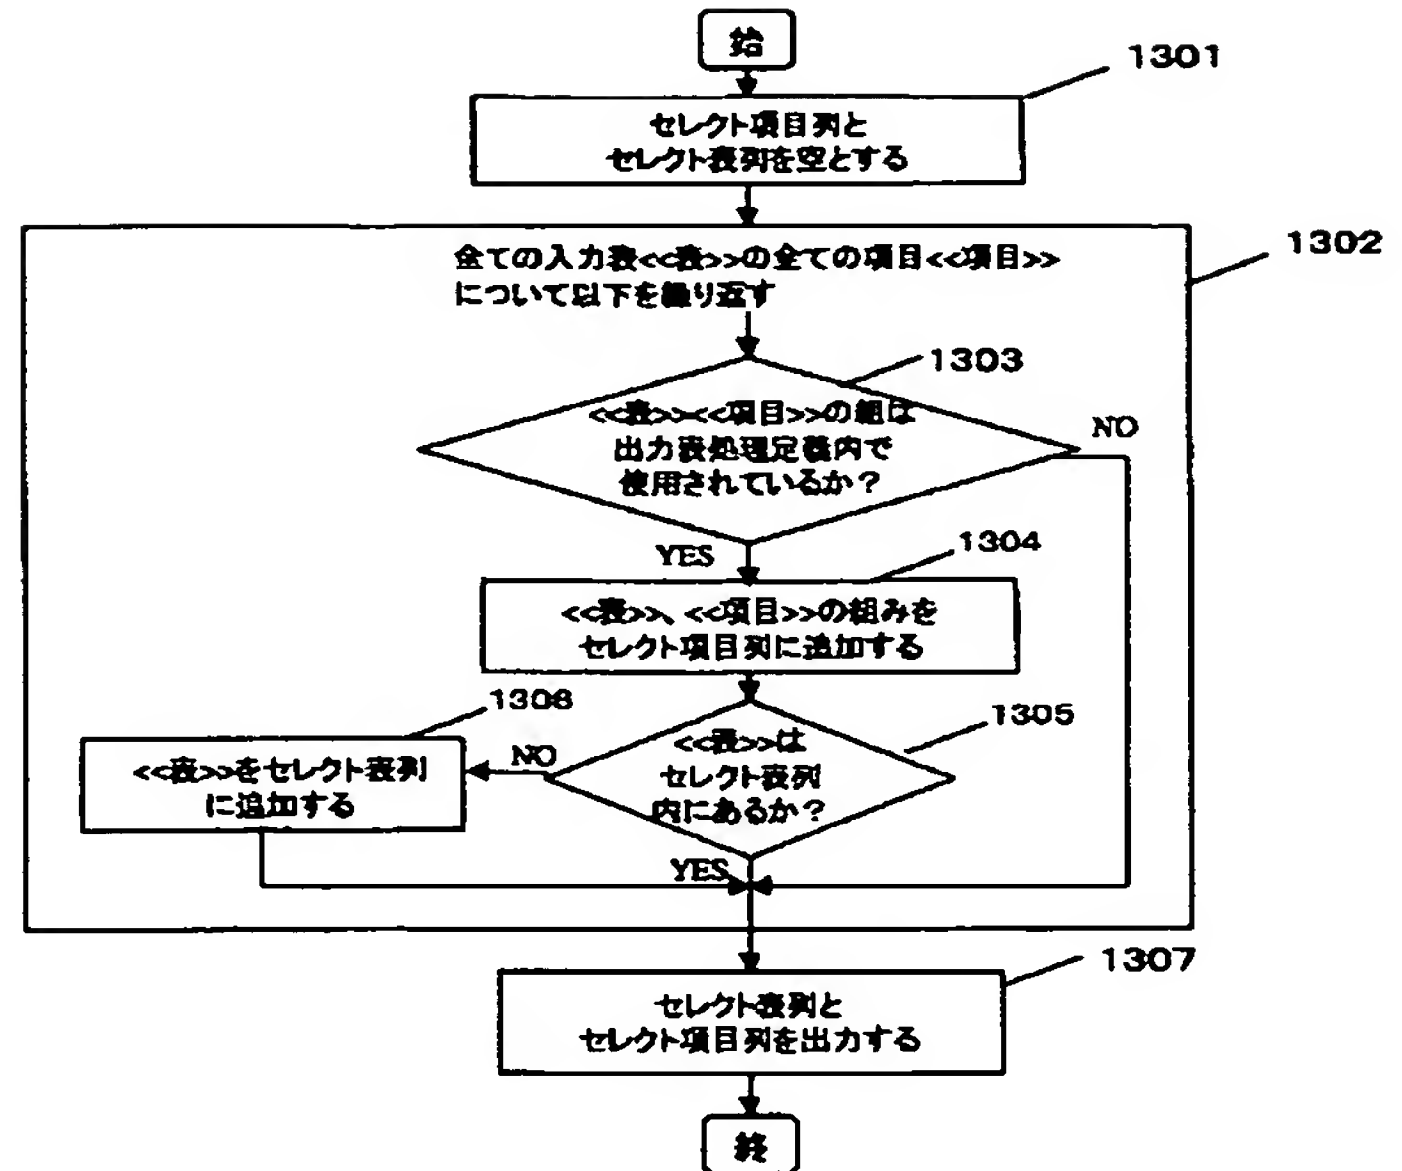 始
1301
セレクト項目列と
セレクト表列を空とする
1302
全ての入力表<<表>>の全ての項目<<項目>>
について以下を繰り返す
1303
<<表>><<項目>>の組は
出力表処理定義内で
使用されているか？
NO
YES
1304
<<表>>、<<項目>>の組みを
セレクト項目列に追加する
1306
1305
<<表>>は
セレクト表列
内にあるか？
NO
<<表>>をセレクト表列
に追加する
YES
1307
セレクト表列と
セレクト項目列を出力する
終